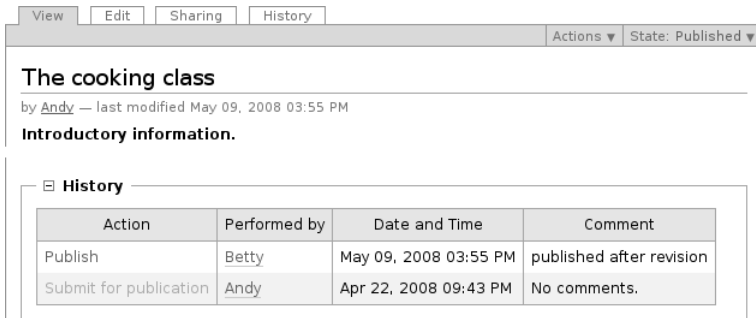 View Edit Sharing History
Actions ▼ State: Published ▼
The cooking class
by Andy — last modified May 09, 2008 03:55 PM
Introductory information.
History
Action Performed by Date and Time Comment
Publish Betty May 09, 2008 03:55 PM published after revision
Submit for publication Andy Apr 22, 2008 09:43 PM No comments.